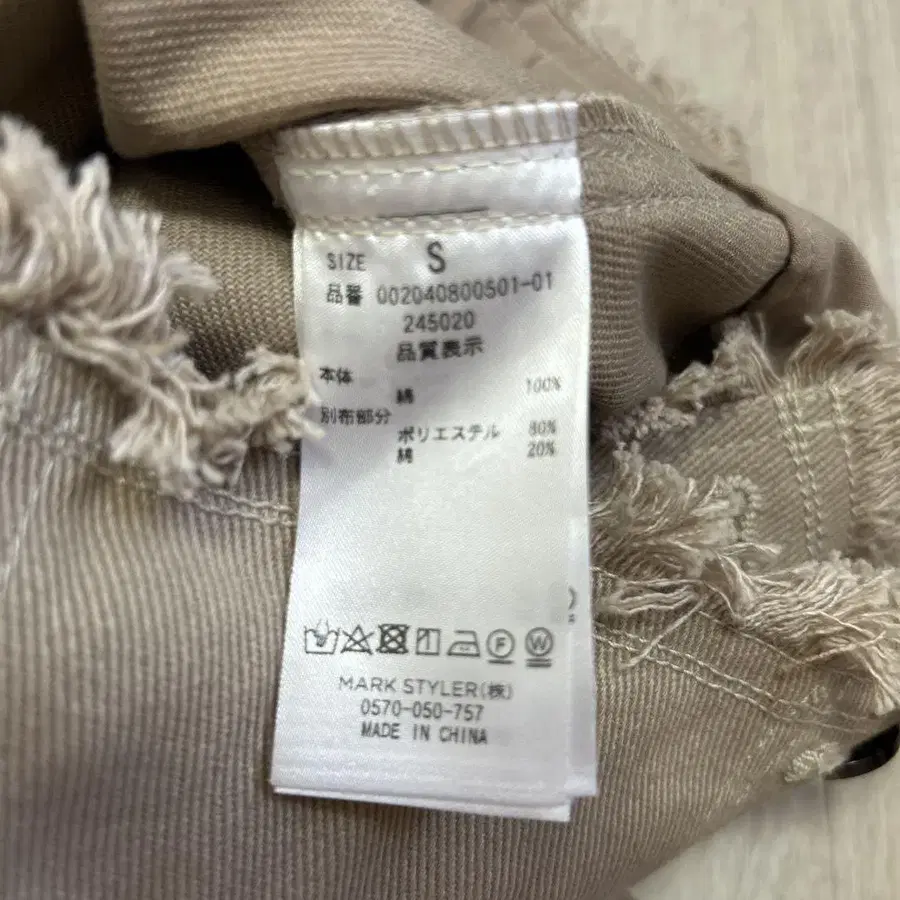 SIZE S
品番 002040800501-01
245020
品質表示
本体 綿 100%
別布部分
ポリエステル 80%
綿 20%
F W
MARK STYLER(株)
0570-050-757
MADE IN CHINA